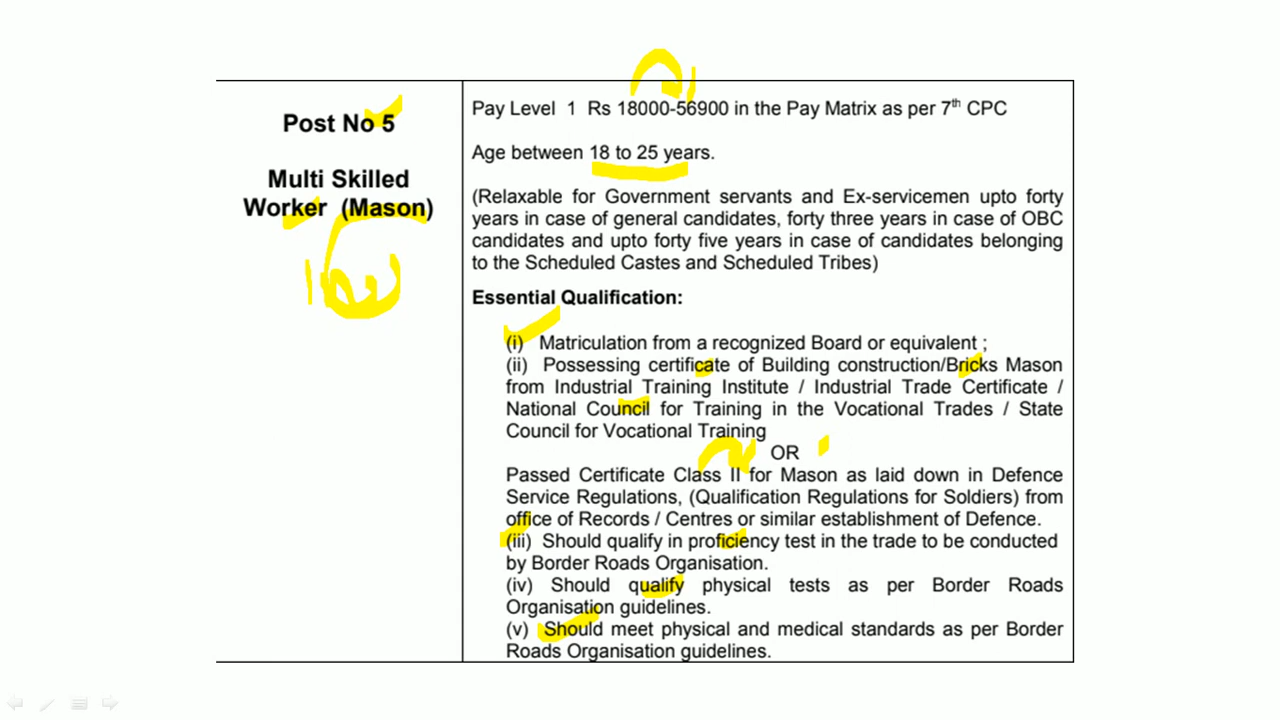 Post No 5
Multi Skilled
Worker (Mason)
Pay Level 1 Rs 18000-56900 in the Pay Matrix as per 7th CPC
Age between 18 to 25 years.
(Relaxable for Government servants and Ex-servicemen upto forty
years in case of general candidates, forty three years in case of OBC
candidates and upto forty five years in case of candidates belonging
to the Scheduled Castes and Scheduled Tribes)
Essential Qualification:
(i) Matriculation from a recognized Board or equivalent ;
(ii) Possessing certificate of Building construction/Bricks Mason
from Industrial Training Institute / Industrial Trade Certificate /
National Council for Training in the Vocational Trades / State
Council for Vocational Training
OR
Passed Certificate Class II for Mason as laid down in Defence
Service Regulations, (Qualification Regulations for Soldiers) from
office of Records / Centres or similar establishment of Defence.
(iii) Should qualify in proficiency test in the trade to be conducted
by Border Roads Organisation.
(iv) Should qualify physical tests as per Border Roads
Organisation guidelines.
(v) Should meet physical and medical standards as per Border
Roads Organisation guidelines.